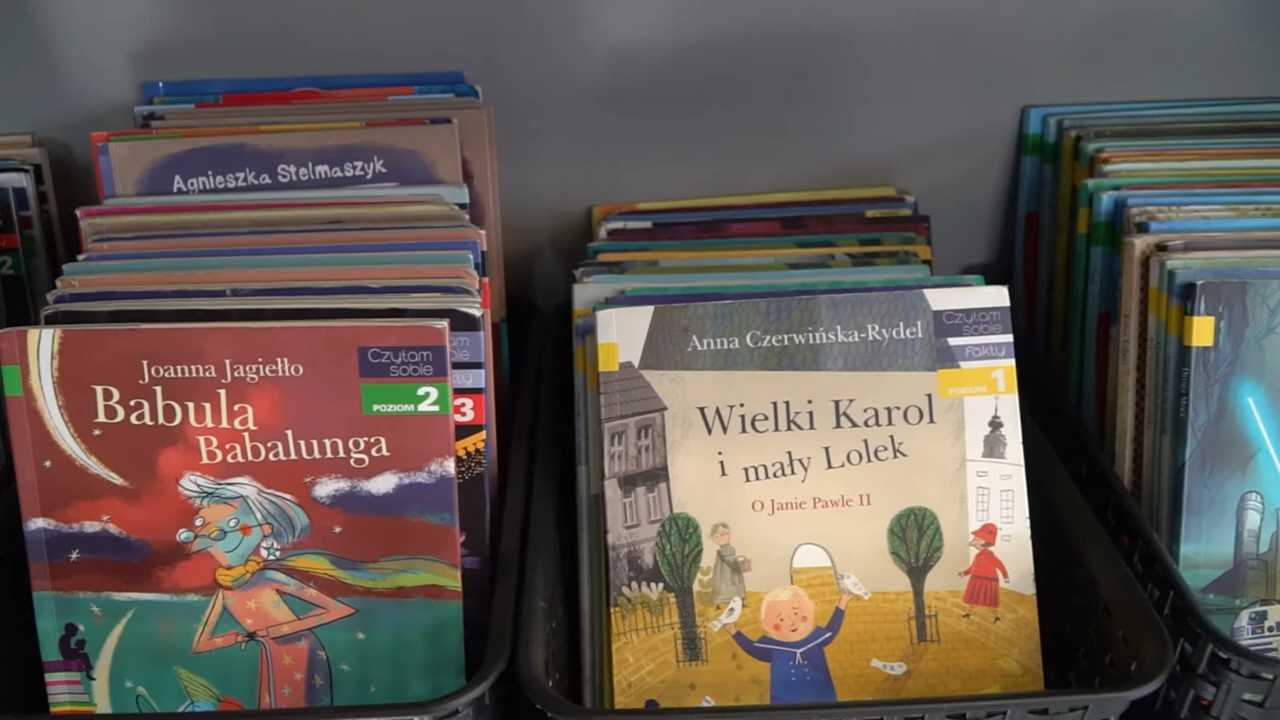 2
Agnieszka Stelmaszyk
Joanna Jagiełło
Babula
Babalunga
Czytam
sobie
POZIOM 2
3
Anna Czerwińska-Rydel
Czytam
sobie
fakty
POZIOM 1
Wielki Karol
i mały Lolek
O Janie Pawle II